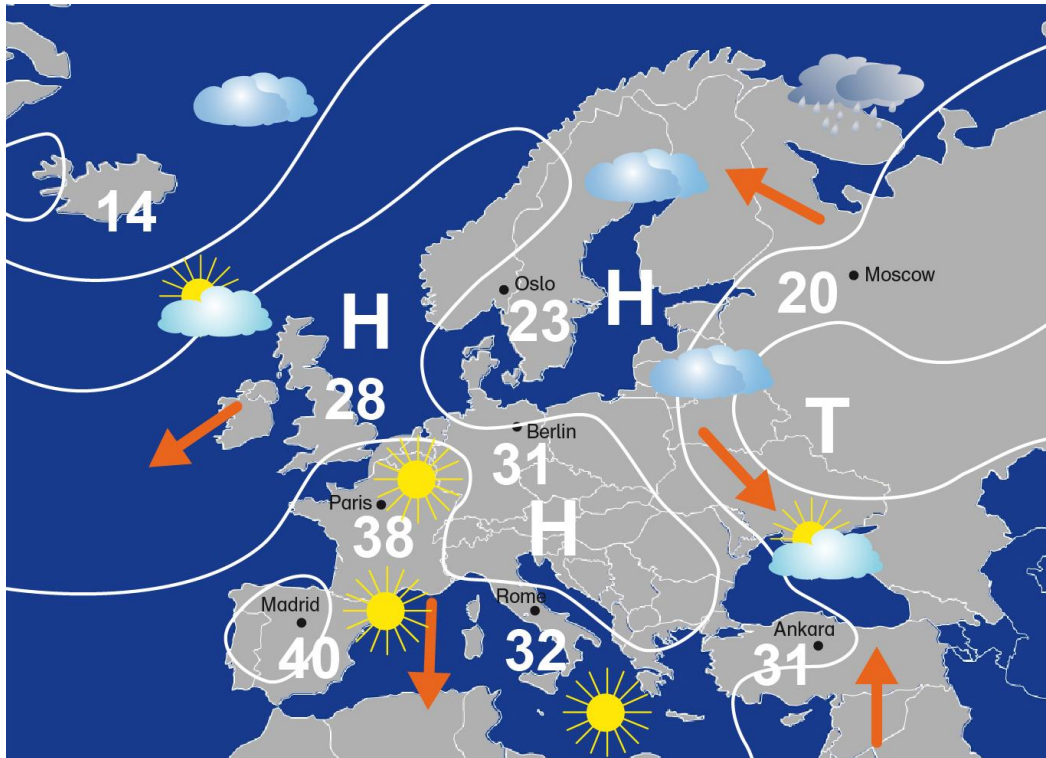 14
Moscow
20
Oslo
H
H
23
28
T
Berlin
31
Paris
38
H
Madrid
Rome
40
32
Ankara
31